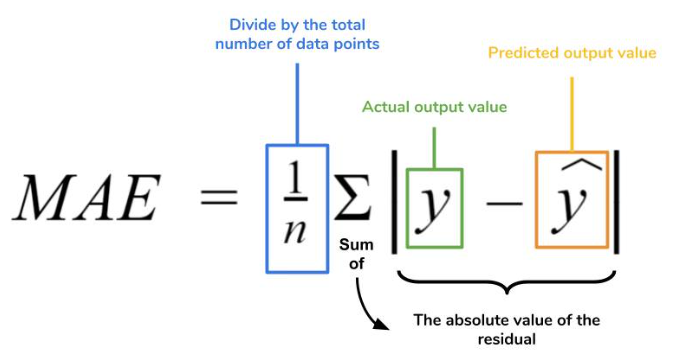 Divide by the total
number of data points
Predicted output value
Actual output value
MAE = 1/n Σ |y − ŷ|
Sum
of
The absolute value of the
residual